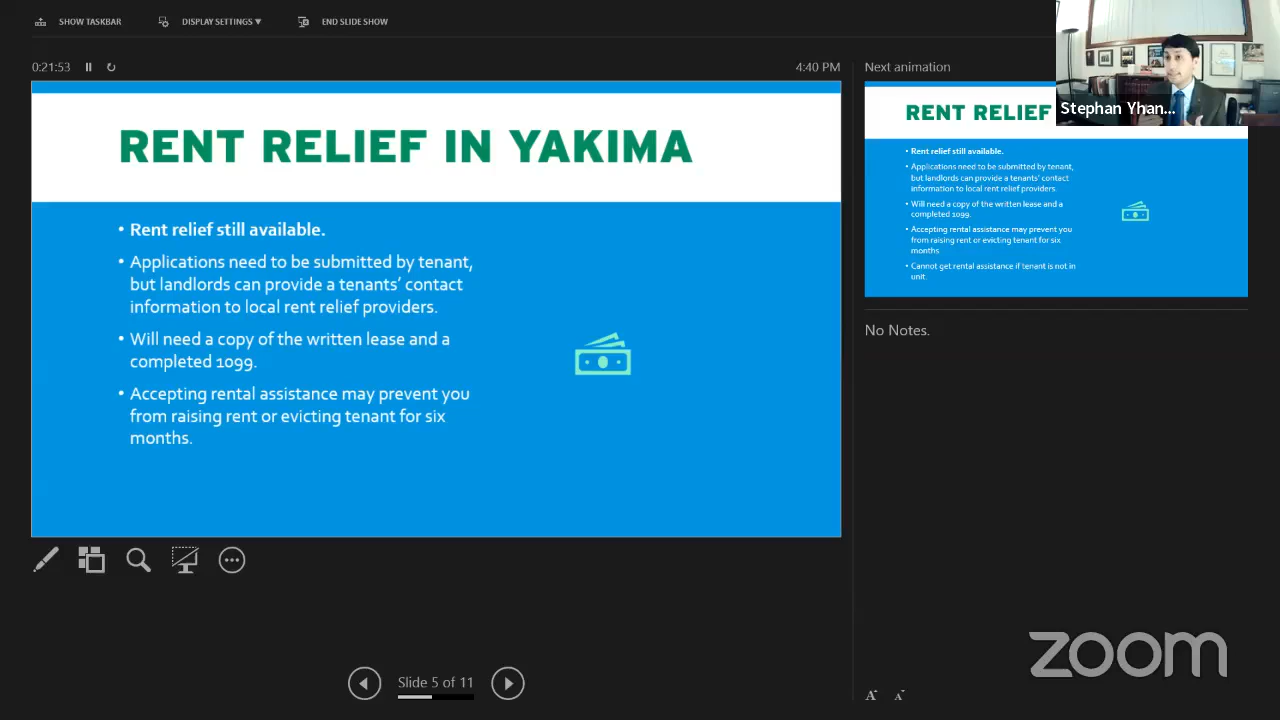 SHOW TASKBAR
DISPLAY SETTINGS ▼
END SLIDE SHOW
0:21:53
4:40 PM
RENT RELIEF IN YAKIMA
• Rent relief still available.
• Applications need to be submitted by tenant,
but landlords can provide a tenants’ contact
information to local rent relief providers.
• Will need a copy of the written lease and a
completed 1099.
• Accepting rental assistance may prevent you
from raising rent or evicting tenant for six
months.
Slide 5 of 11
Next animation
Stephan Yhan...
RENT RELIEF
• Rent relief still available.
• Applications need to be submitted by tenant,
but landlords can provide a tenants’ contact
information to local rent relief providers.
• Will need a copy of the written lease and a
completed 1099.
• Accepting rental assistance may prevent you
from raising rent or evicting tenant for six
months.
• Cannot get rental assistance if tenant is not in
unit.
No Notes.
zoom
A A